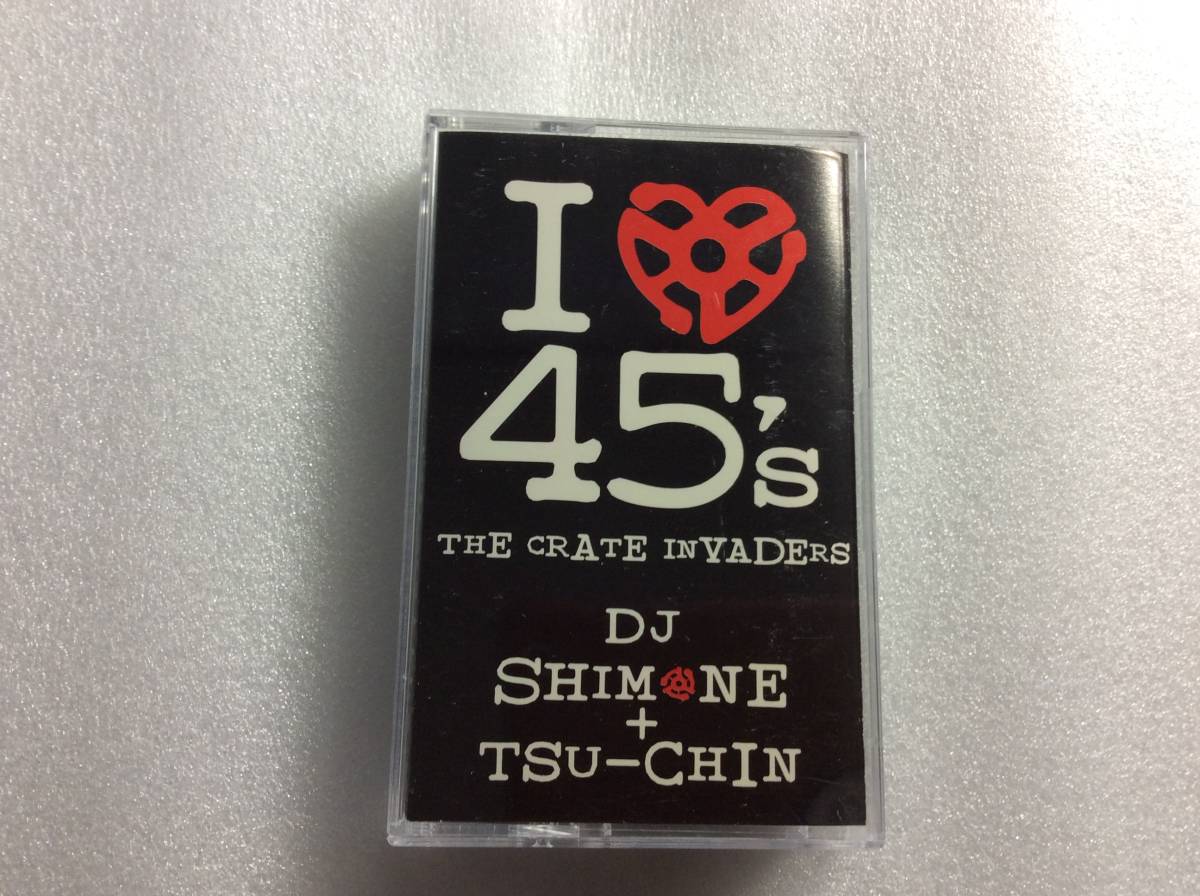 I
45's
THE CRATE INVADERS
DJ
SHIMONE
+
TSU-CHIN